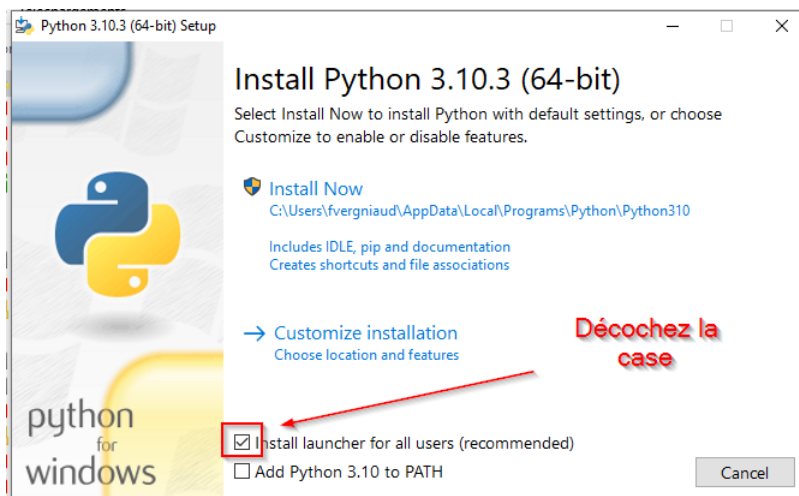 Python 3.10.3 (64-bit) Setup
Install Python 3.10.3 (64-bit)
Select Install Now to install Python with default settings, or choose
Customize to enable or disable features.
Install Now
C:\Users\fvergniaud\AppData\Local\Programs\Python\Python310
Includes IDLE, pip and documentation
Creates shortcuts and file associations
Customize installation
Choose location and features
Décochez la
case
Install launcher for all users (recommended)
Add Python 3.10 to PATH
python
for
windows
Cancel